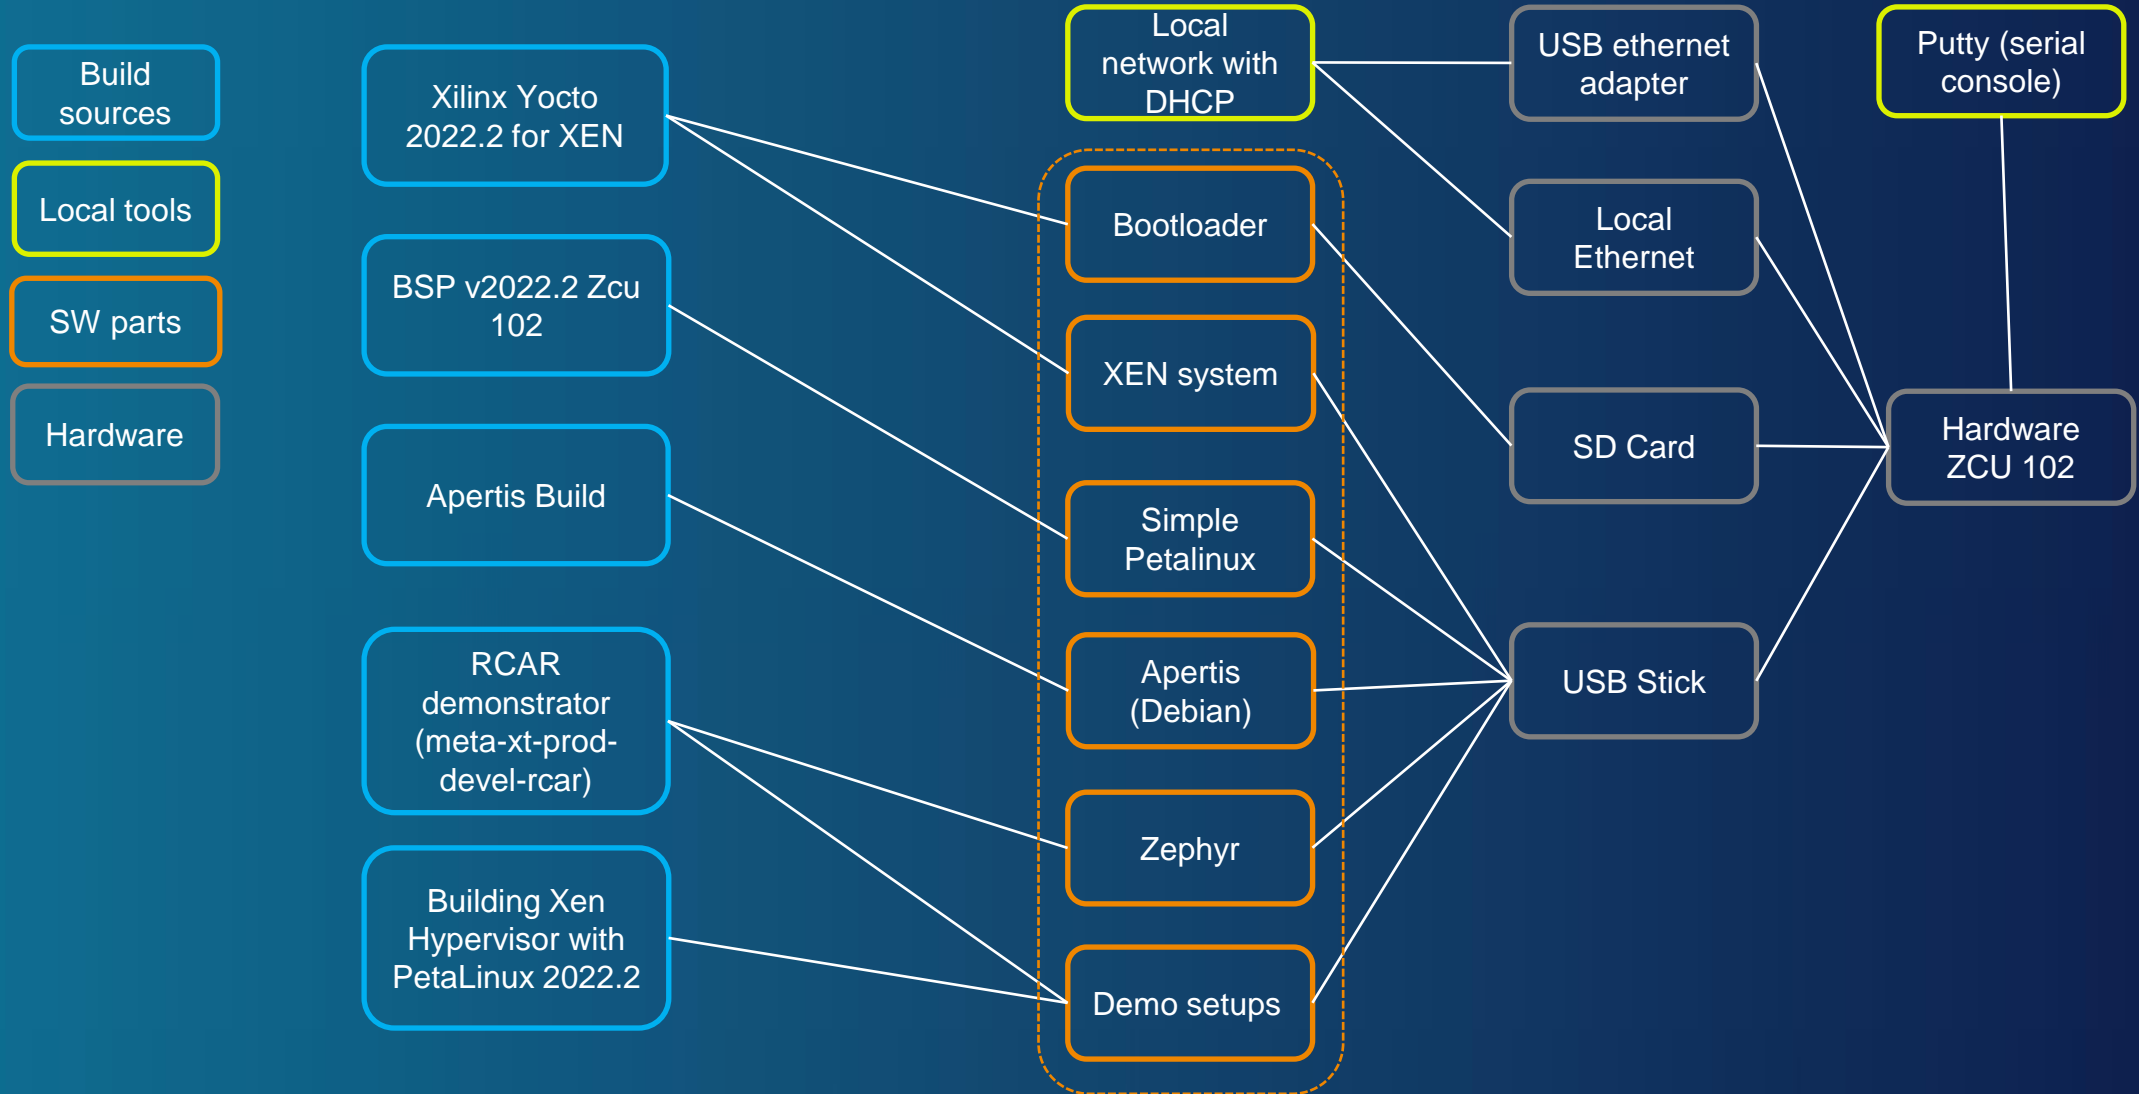 Build
sources
Local tools
SW parts
Hardware
Xilinx Yocto
2022.2 for XEN
BSP v2022.2 Zcu
102
Apertis Build
RCAR
demonstrator
(meta-xt-prod-
devel-rcar)
Building Xen
Hypervisor with
PetaLinux 2022.2
Local
network with
DHCP
Bootloader
XEN system
Simple
Petalinux
Apertis
(Debian)
Zephyr
Demo setups
USB ethernet
adapter
Local
Ethernet
SD Card
USB Stick
Putty (serial
console)
Hardware
ZCU 102